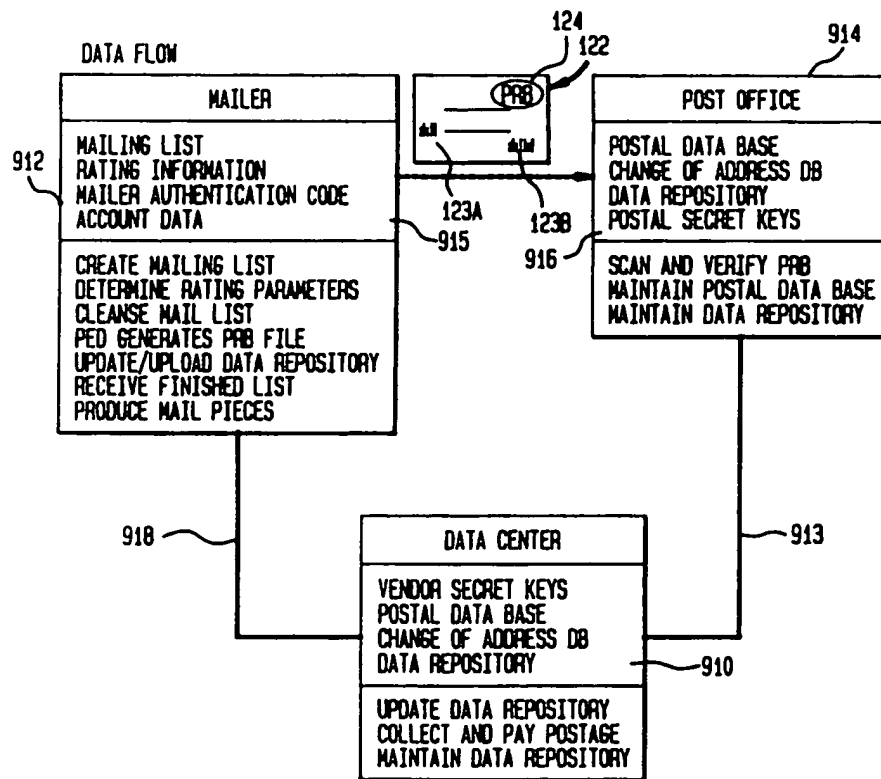 DATA FLOW
124
122
914
MAILER
PRB
POST OFFICE
912
MAILING LIST
RATING INFORMATION
MAILER AUTHENTICATION CODE
ACCOUNT DATA
915
123A
123B
POSTAL DATA BASE
CHANGE OF ADDRESS DB
DATA REPOSITORY
POSTAL SECRET KEYS
916
CREATE MAILING LIST
DETERMINE RATING PARAMETERS
CLEANSE MAIL LIST
PED GENERATES PRB FILE
UPDATE/UPLOAD DATA REPOSITORY
RECEIVE FINISHED LIST
PRODUCE MAIL PIECES
SCAN AND VERIFY PRB
MAINTAIN POSTAL DATA BASE
MAINTAIN DATA REPOSITORY
918
913
DATA CENTER
VENDOR SECRET KEYS
POSTAL DATA BASE
CHANGE OF ADDRESS DB
DATA REPOSITORY
910
UPDATE DATA REPOSITORY
COLLECT AND PAY POSTAGE
MAINTAIN DATA REPOSITORY